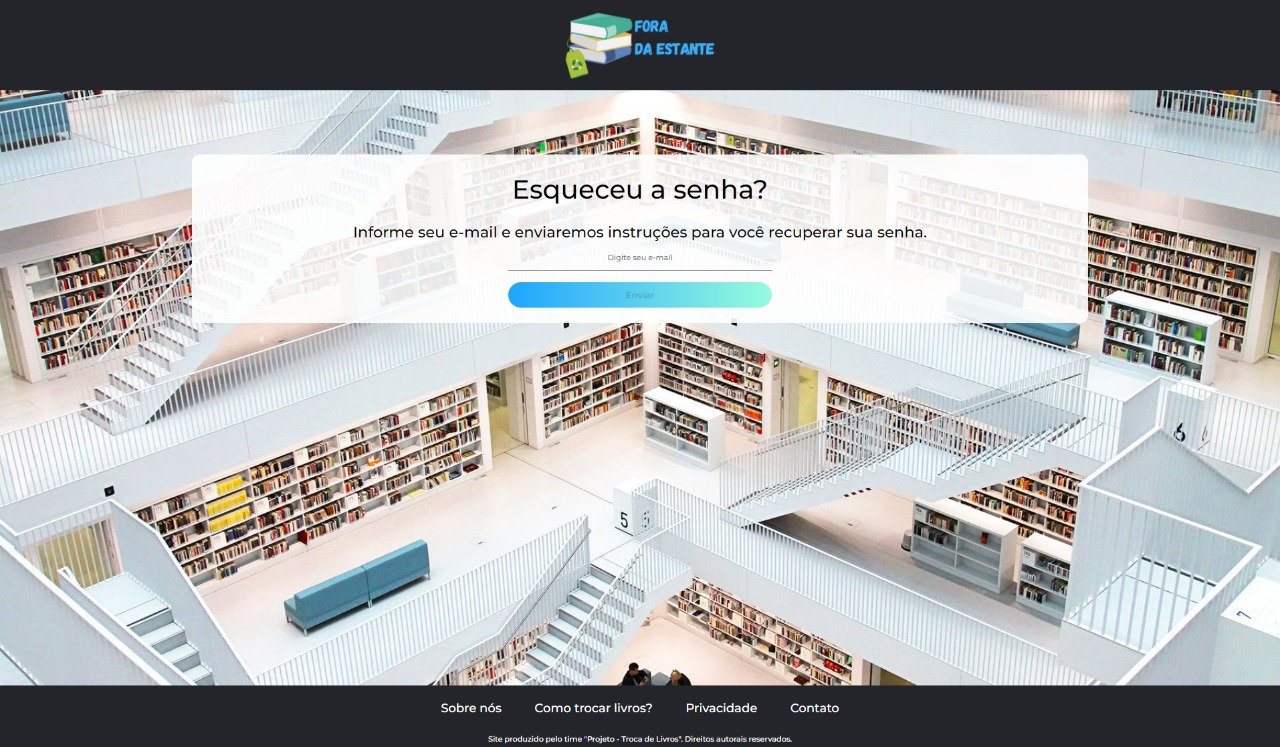 FORA
DA ESTANTE
Esqueceu a senha?
Informe seu e-mail e enviaremos instruções para você recuperar sua senha.
Digite seu e-mail
Enviar
6
5
Sobre nós Como trocar livros? Privacidade Contato
Site produzido pelo time "Projeto - Troca de Livros". Direitos autorais reservados.